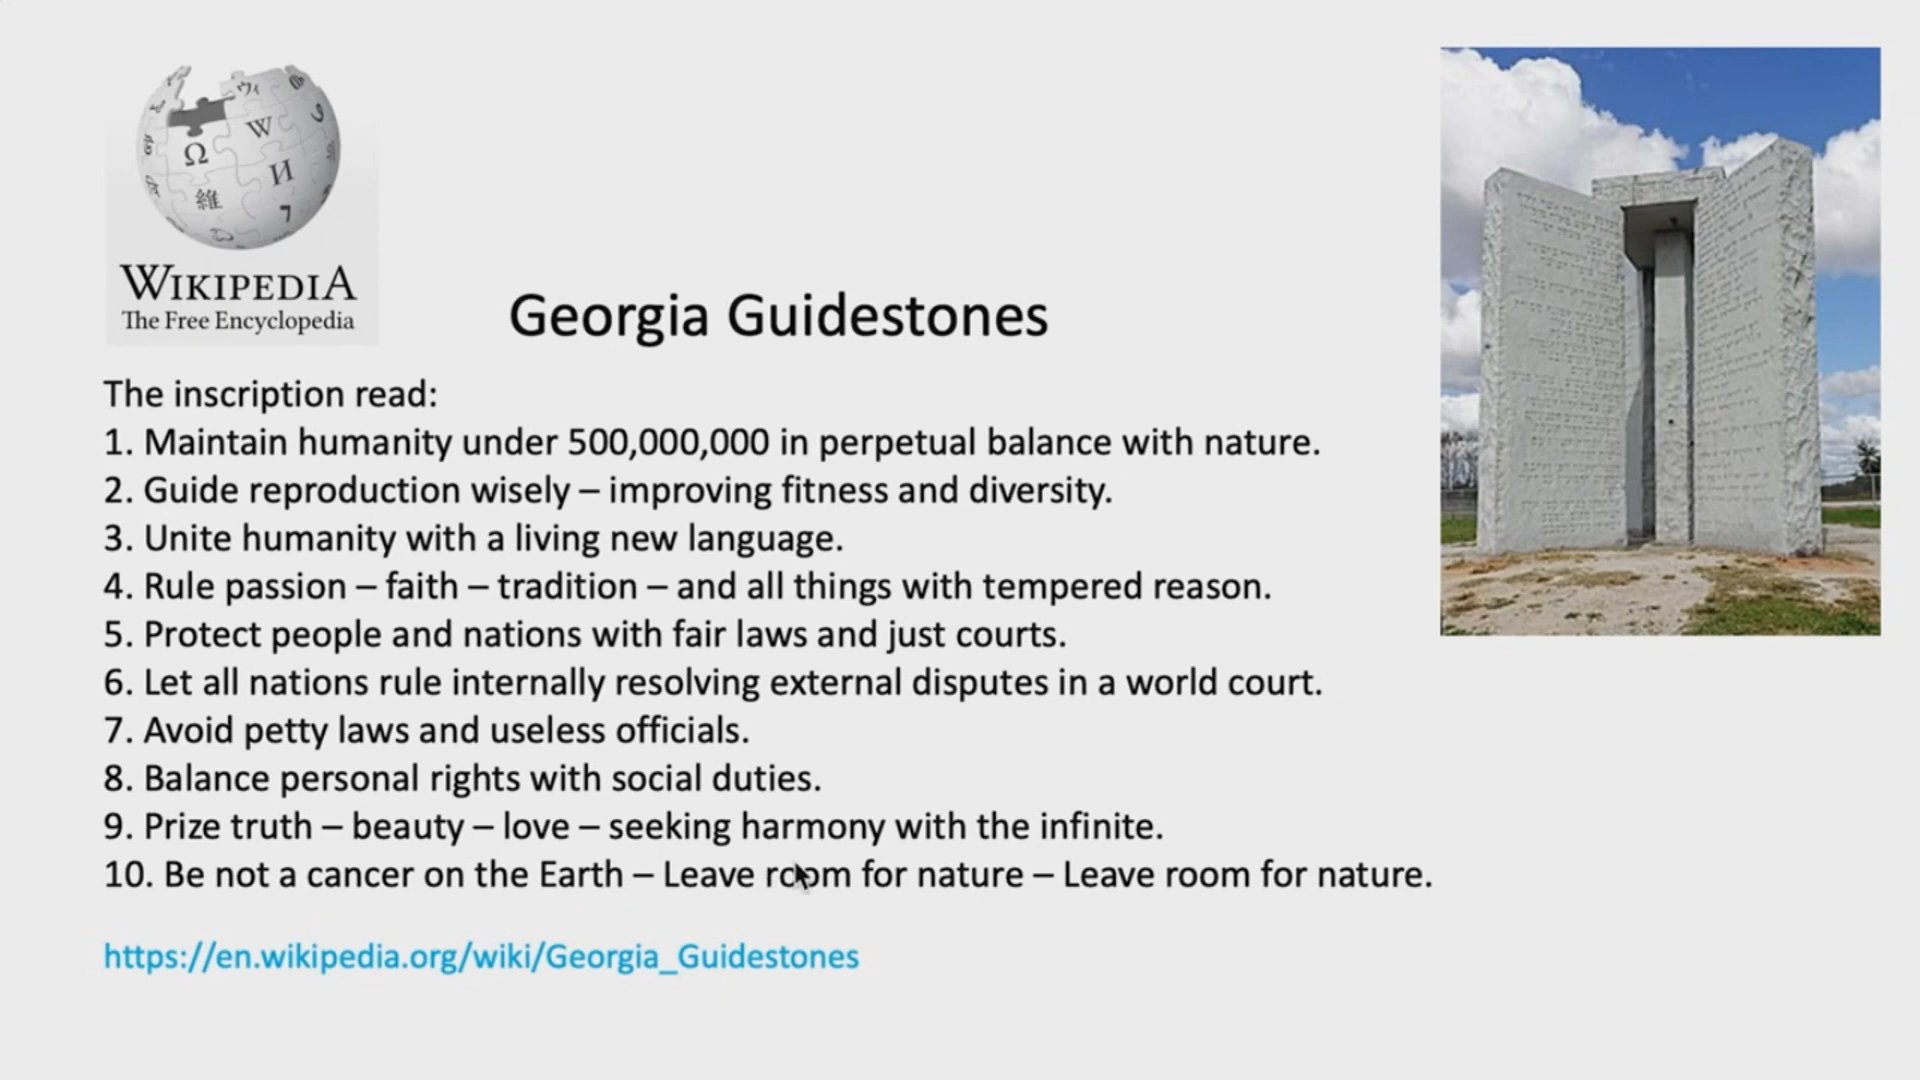 WIKIPEDIA
The Free Encyclopedia
Georgia Guidestones
The inscription read:
1. Maintain humanity under 500,000,000 in perpetual balance with nature.
2. Guide reproduction wisely – improving fitness and diversity.
3. Unite humanity with a living new language.
4. Rule passion – faith – tradition – and all things with tempered reason.
5. Protect people and nations with fair laws and just courts.
6. Let all nations rule internally resolving external disputes in a world court.
7. Avoid petty laws and useless officials.
8. Balance personal rights with social duties.
9. Prize truth – beauty – love – seeking harmony with the infinite.
10. Be not a cancer on the Earth – Leave room for nature – Leave room for nature.
https://en.wikipedia.org/wiki/Georgia_Guidestones